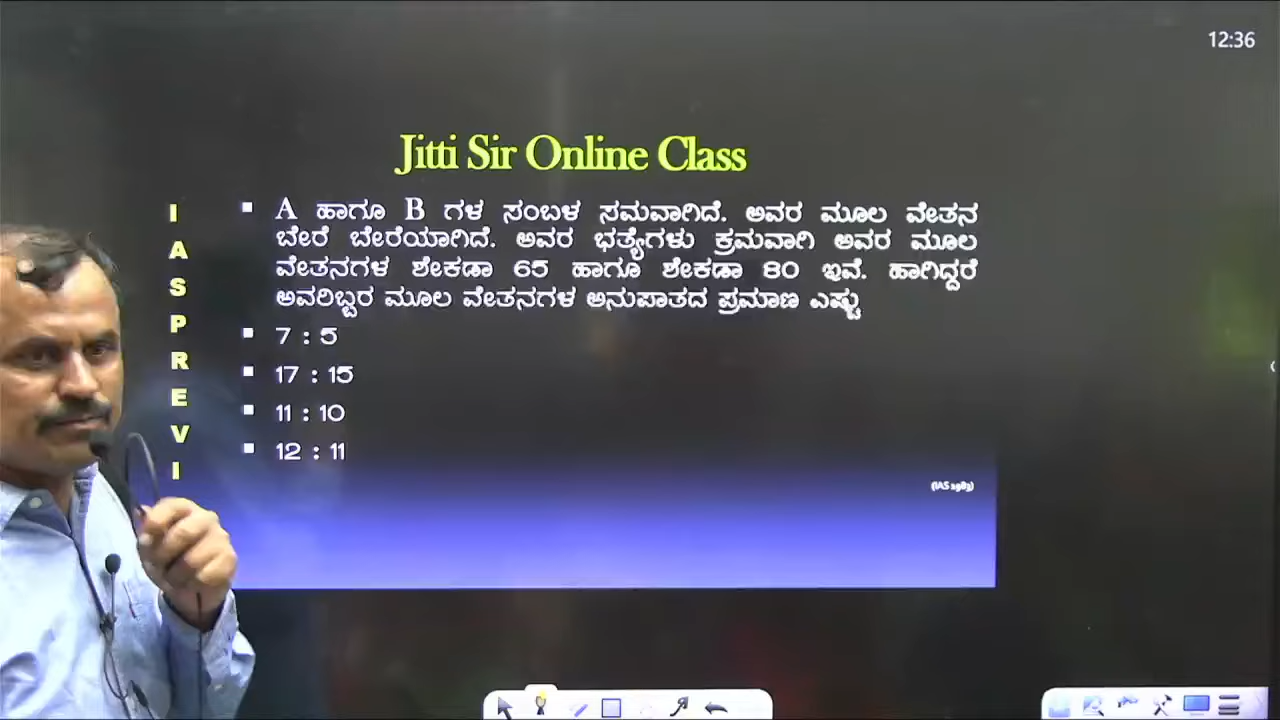 12:36
Jitti Sir Online Class
I
A
S
P
R
E
V
I
A ಹಾಗೂ B ಗಳ ಸಂಬಳ ಸಮವಾಗಿದೆ. ಅವರ ಮೂಲ ವೇತನ
ಬೇರೆ ಬೇರೆಯಾಗಿದೆ. ಅವರ ಭತ್ಯೆಗಳು ಕ್ರಮವಾಗಿ ಅವರ ಮೂಲ
ವೇತನಗಳ ಶೇಕಡಾ 65 ಹಾಗೂ ಶೇಕಡಾ 80 ಇವೆ. ಹಾಗಿದ್ದರೆ
ಅವರಿಬ್ಬರ ಮೂಲ ವೇತನಗಳ ಅನುಪಾತದ ಪ್ರಮಾಣ ಎಷ್ಟು
7 : 5
17 : 15
11 : 10
12 : 11
(IAS 1983)